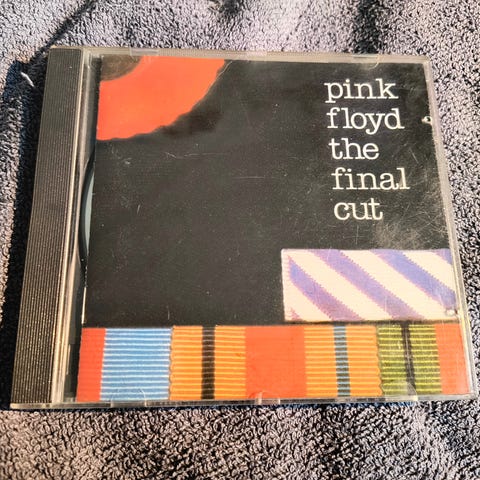 pink
floyd
the
final
cut